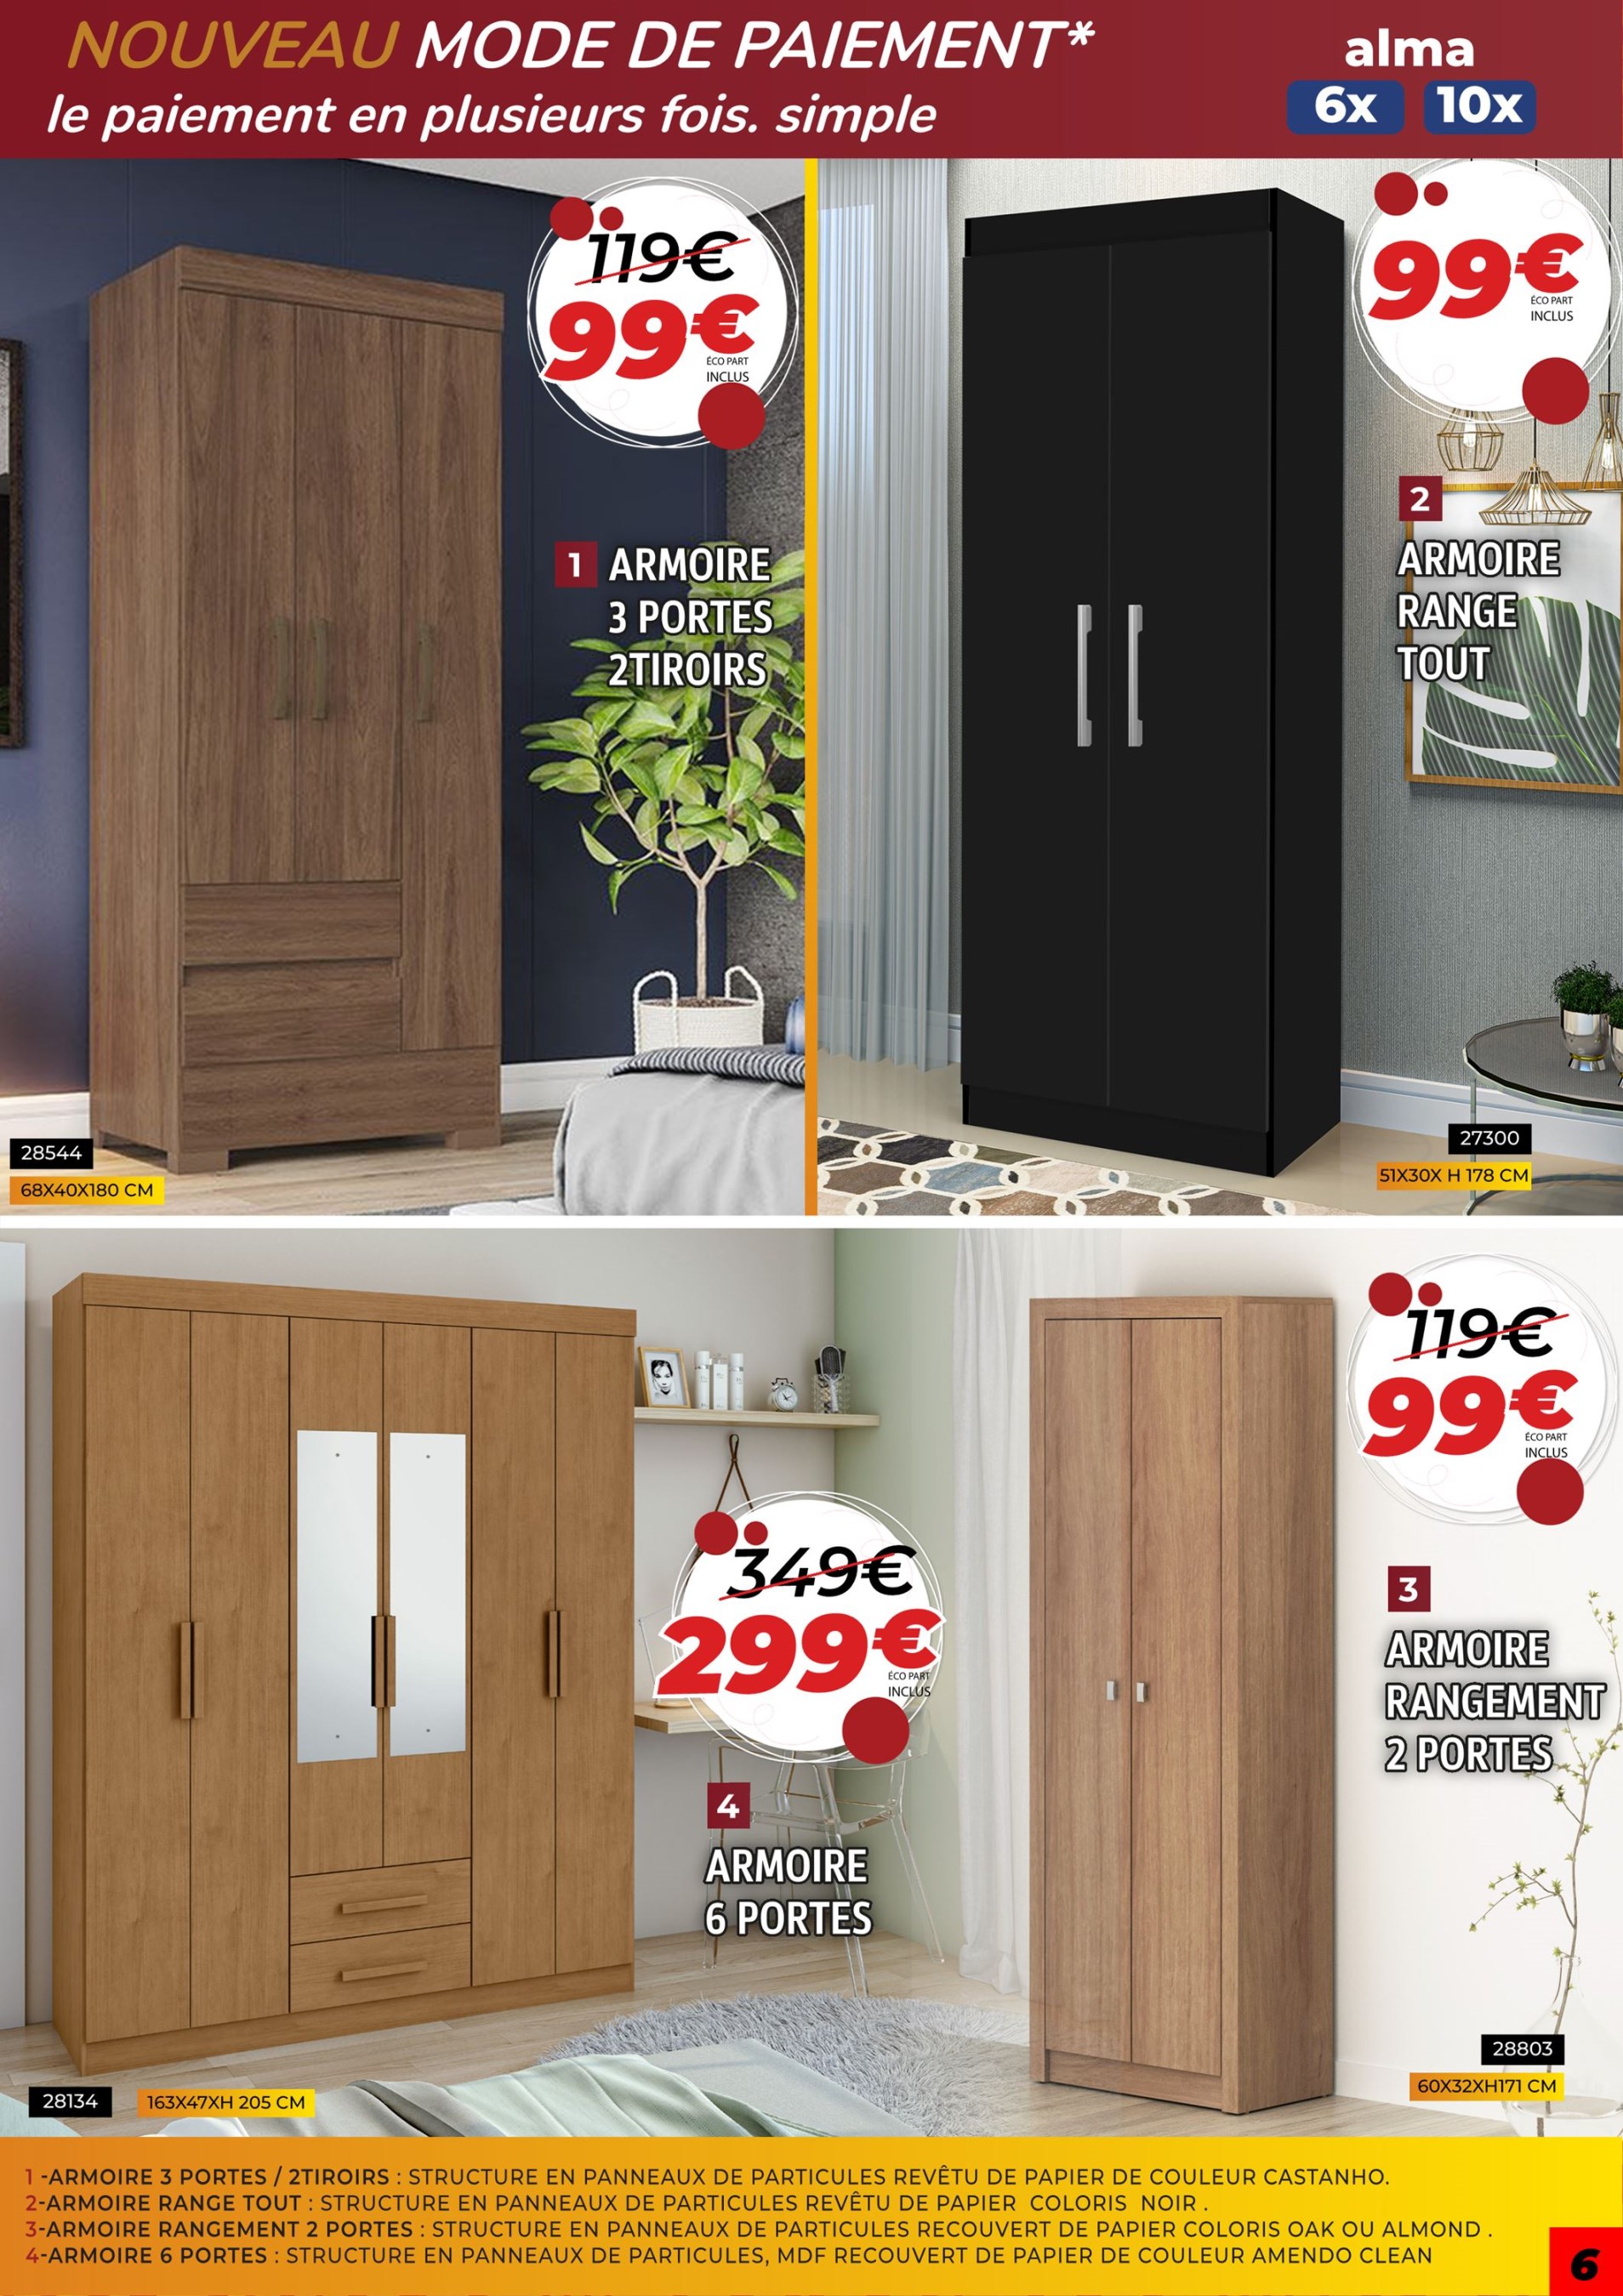 NOUVEAU MODE DE PAIEMENT*
le paiement en plusieurs fois. simple
alma
6x 10x
119€
99€
ÉCO PART
INCLUS
1 ARMOIRE
3 PORTES
2TIROIRS
28544
68X40X180 CM
99€
ÉCO PART
INCLUS
2
ARMOIRE
RANGE
TOUT
27300
51X30X H 178 CM
349€
299€
ÉCO PART
INCLUS
4
ARMOIRE
6 PORTES
28134
163X47XH 205 CM
119€
99€
ÉCO PART
INCLUS
3
ARMOIRE
RANGEMENT
2 PORTES
28803
60X32XH171 CM
1 -ARMOIRE 3 PORTES / 2TIROIRS : STRUCTURE EN PANNEAUX DE PARTICULES REVÊTU DE PAPIER DE COULEUR CASTANHO.
2-ARMOIRE RANGE TOUT : STRUCTURE EN PANNEAUX DE PARTICULES REVÊTU DE PAPIER COLORIS NOIR .
3-ARMOIRE RANGEMENT 2 PORTES : STRUCTURE EN PANNEAUX DE PARTICULES RECOUVERT DE PAPIER COLORIS OAK OU ALMOND .
4-ARMOIRE 6 PORTES : STRUCTURE EN PANNEAUX DE PARTICULES, MDF RECOUVERT DE PAPIER DE COULEUR AMENDO CLEAN
6